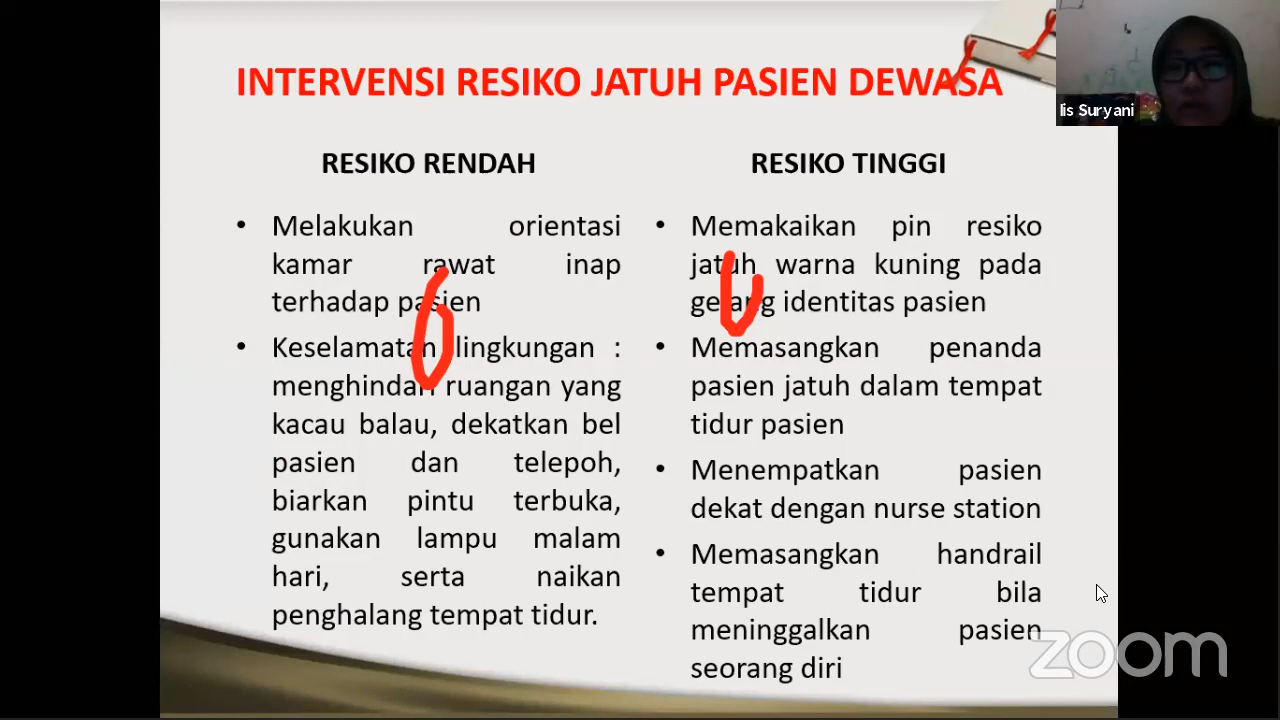 INTERVENSI RESIKO JATUH PASIEN DEWASA
Iis Suryani
RESIKO RENDAH
• Melakukan orientasi
kamar rawat inap
terhadap pasien
• Keselamatan lingkungan :
menghindari ruangan yang
kacau balau, dekatkan bel
pasien dan telepoh,
biarkan pintu terbuka,
gunakan lampu malam
hari, serta naikan
penghalang tempat tidur.
RESIKO TINGGI
• Memakaikan pin resiko
jatuh warna kuning pada
gelang identitas pasien
• Memasangkan penanda
pasien jatuh dalam tempat
tidur pasien
• Menempatkan pasien
dekat dengan nurse station
• Memasangkan handrail
tempat tidur bila
meninggalkan pasien
seorang diri
zoom